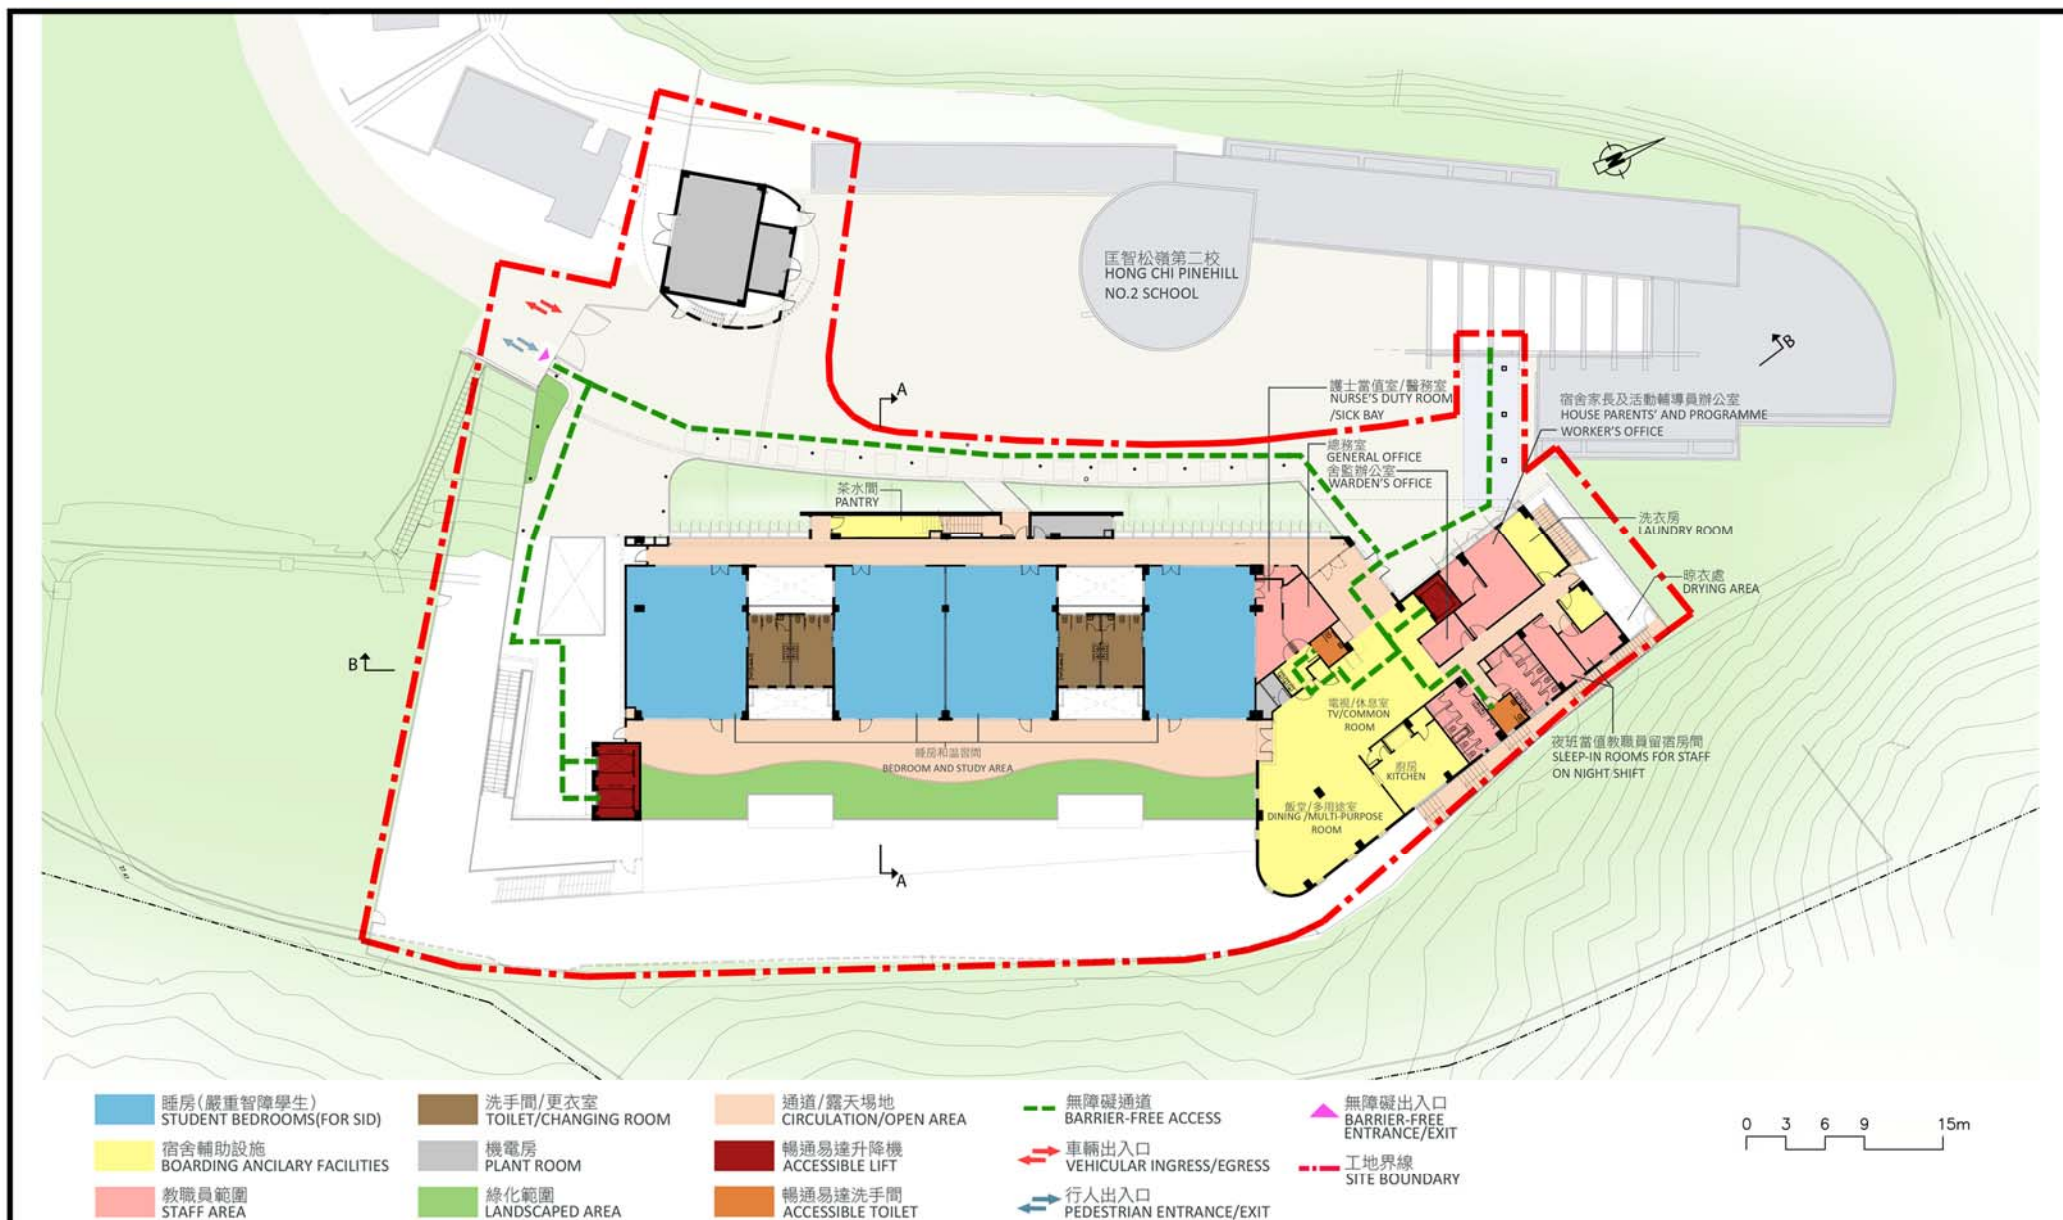 匡智松嶺第二校
HONG CHI PINEHILL
NO.2 SCHOOL
B
A
護士當值室/醫務室
NURSE'S DUTY ROOM
/SICK BAY
宿舍家長及活動輔導員辦公室
HOUSE PARENTS' AND PROGRAMME
WORKER'S OFFICE
總務室
GENERAL OFFICE
舍監辦公室
WARDEN'S OFFICE
茶水間
PANTRY
洗衣房
LAUNDRY ROOM
晾衣處
DRYING AREA
B
電視/休息室
TV/COMMON
ROOM
睡房和温習間
BEDROOM AND STUDY AREA
夜班當值教職員留宿房間
SLEEP-IN ROOMS FOR STAFF
ON NIGHT SHIFT
廚房
KITCHEN
飯堂/多用途室
DINING /MULTI-PURPOSE
ROOM
A
睡房(嚴重智障學生)
STUDENT BEDROOMS(FOR SID)
宿舍輔助設施
BOARDING ANCILARY FACILITIES
教職員範圍
STAFF AREA
洗手間/更衣室
TOILET/CHANGING ROOM
機電房
PLANT ROOM
綠化範圍
LANDSCAPED AREA
通道/露天場地
CIRCULATION/OPEN AREA
暢通易達升降機
ACCESSIBLE LIFT
暢通易達洗手間
ACCESSIBLE TOILET
無障礙通道
BARRIER-FREE ACCESS
車輛出入口
VEHICULAR INGRESS/EGRESS
行人出入口
PEDESTRIAN ENTRANCE/EXIT
無障礙出入口
BARRIER-FREE
ENTRANCE/EXIT
工地界線
SITE BOUNDARY
0 3 6 9 15m